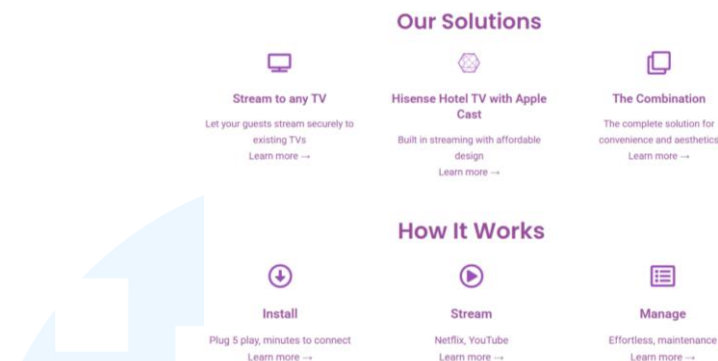 Our Solutions
Stream to any TV
Let your guests stream securely to
existing TVs
Learn more →
Hisense Hotel TV with Apple
Cast
Built in streaming with affordable
design
Learn more →
The Combination
The complete solution for
convenience and aesthetics
Learn more →
How It Works
Install
Plug 5 play, minutes to connect
Learn more →
Stream
Netflix, YouTube
Learn more →
Manage
Effortless, maintenance
Learn more →